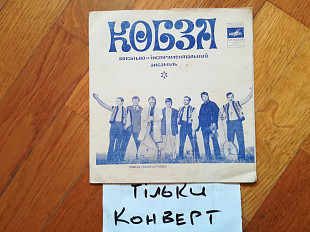 КОБЗА
ВОКАЛЬНО-ІНСТРУМЕНТАЛЬНИЙ
АНСАМБЛЬ
ТІЛЬКИ
КОНВЕРТ